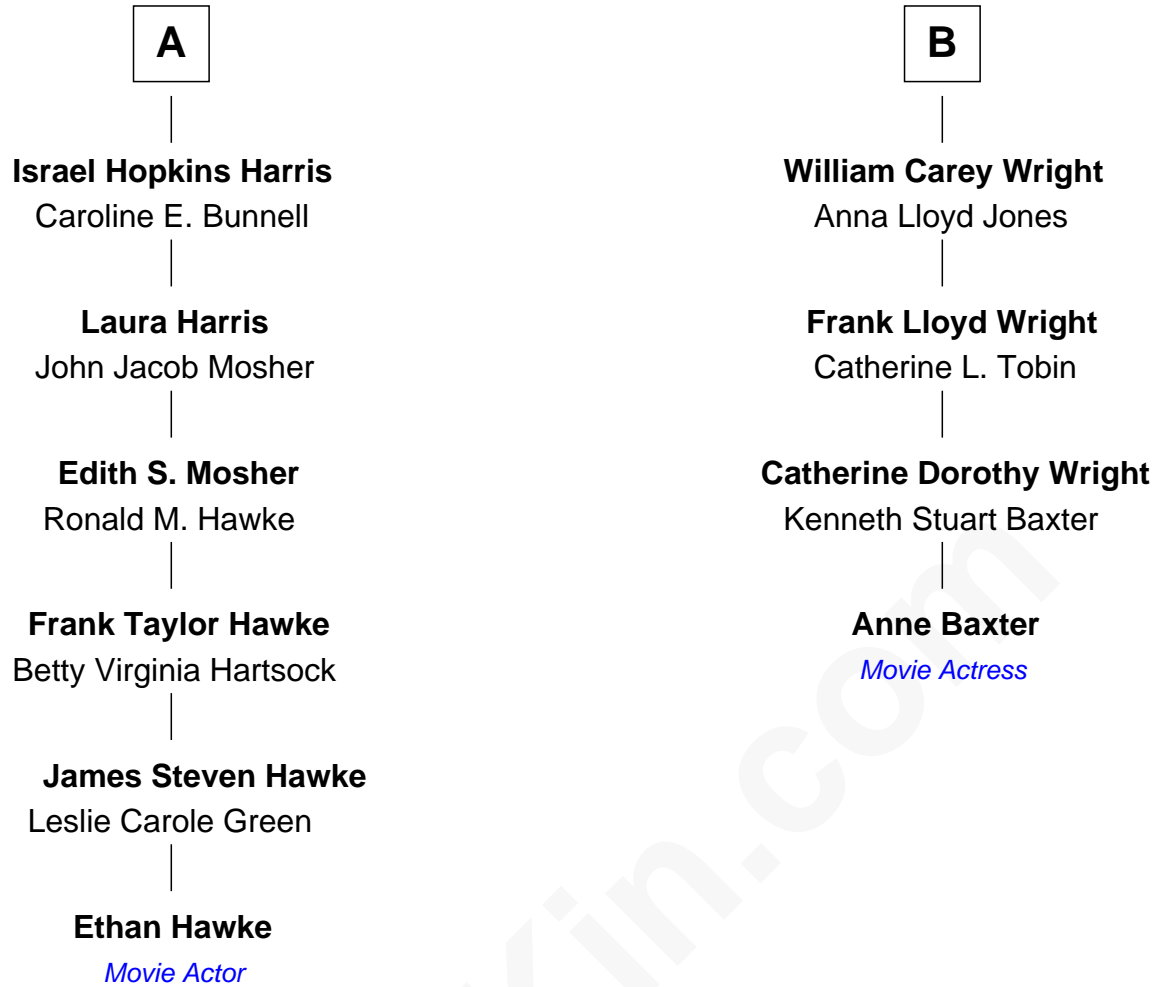 A
Israel Hopkins Harris
Caroline E. Bunnell
Laura Harris
John Jacob Mosher
Edith S. Mosher
Ronald M. Hawke
Frank Taylor Hawke
Betty Virginia Hartsock
James Steven Hawke
Leslie Carole Green
Ethan Hawke
Movie Actor
B
William Carey Wright
Anna Lloyd Jones
Frank Lloyd Wright
Catherine L. Tobin
Catherine Dorothy Wright
Kenneth Stuart Baxter
Anne Baxter
Movie Actress